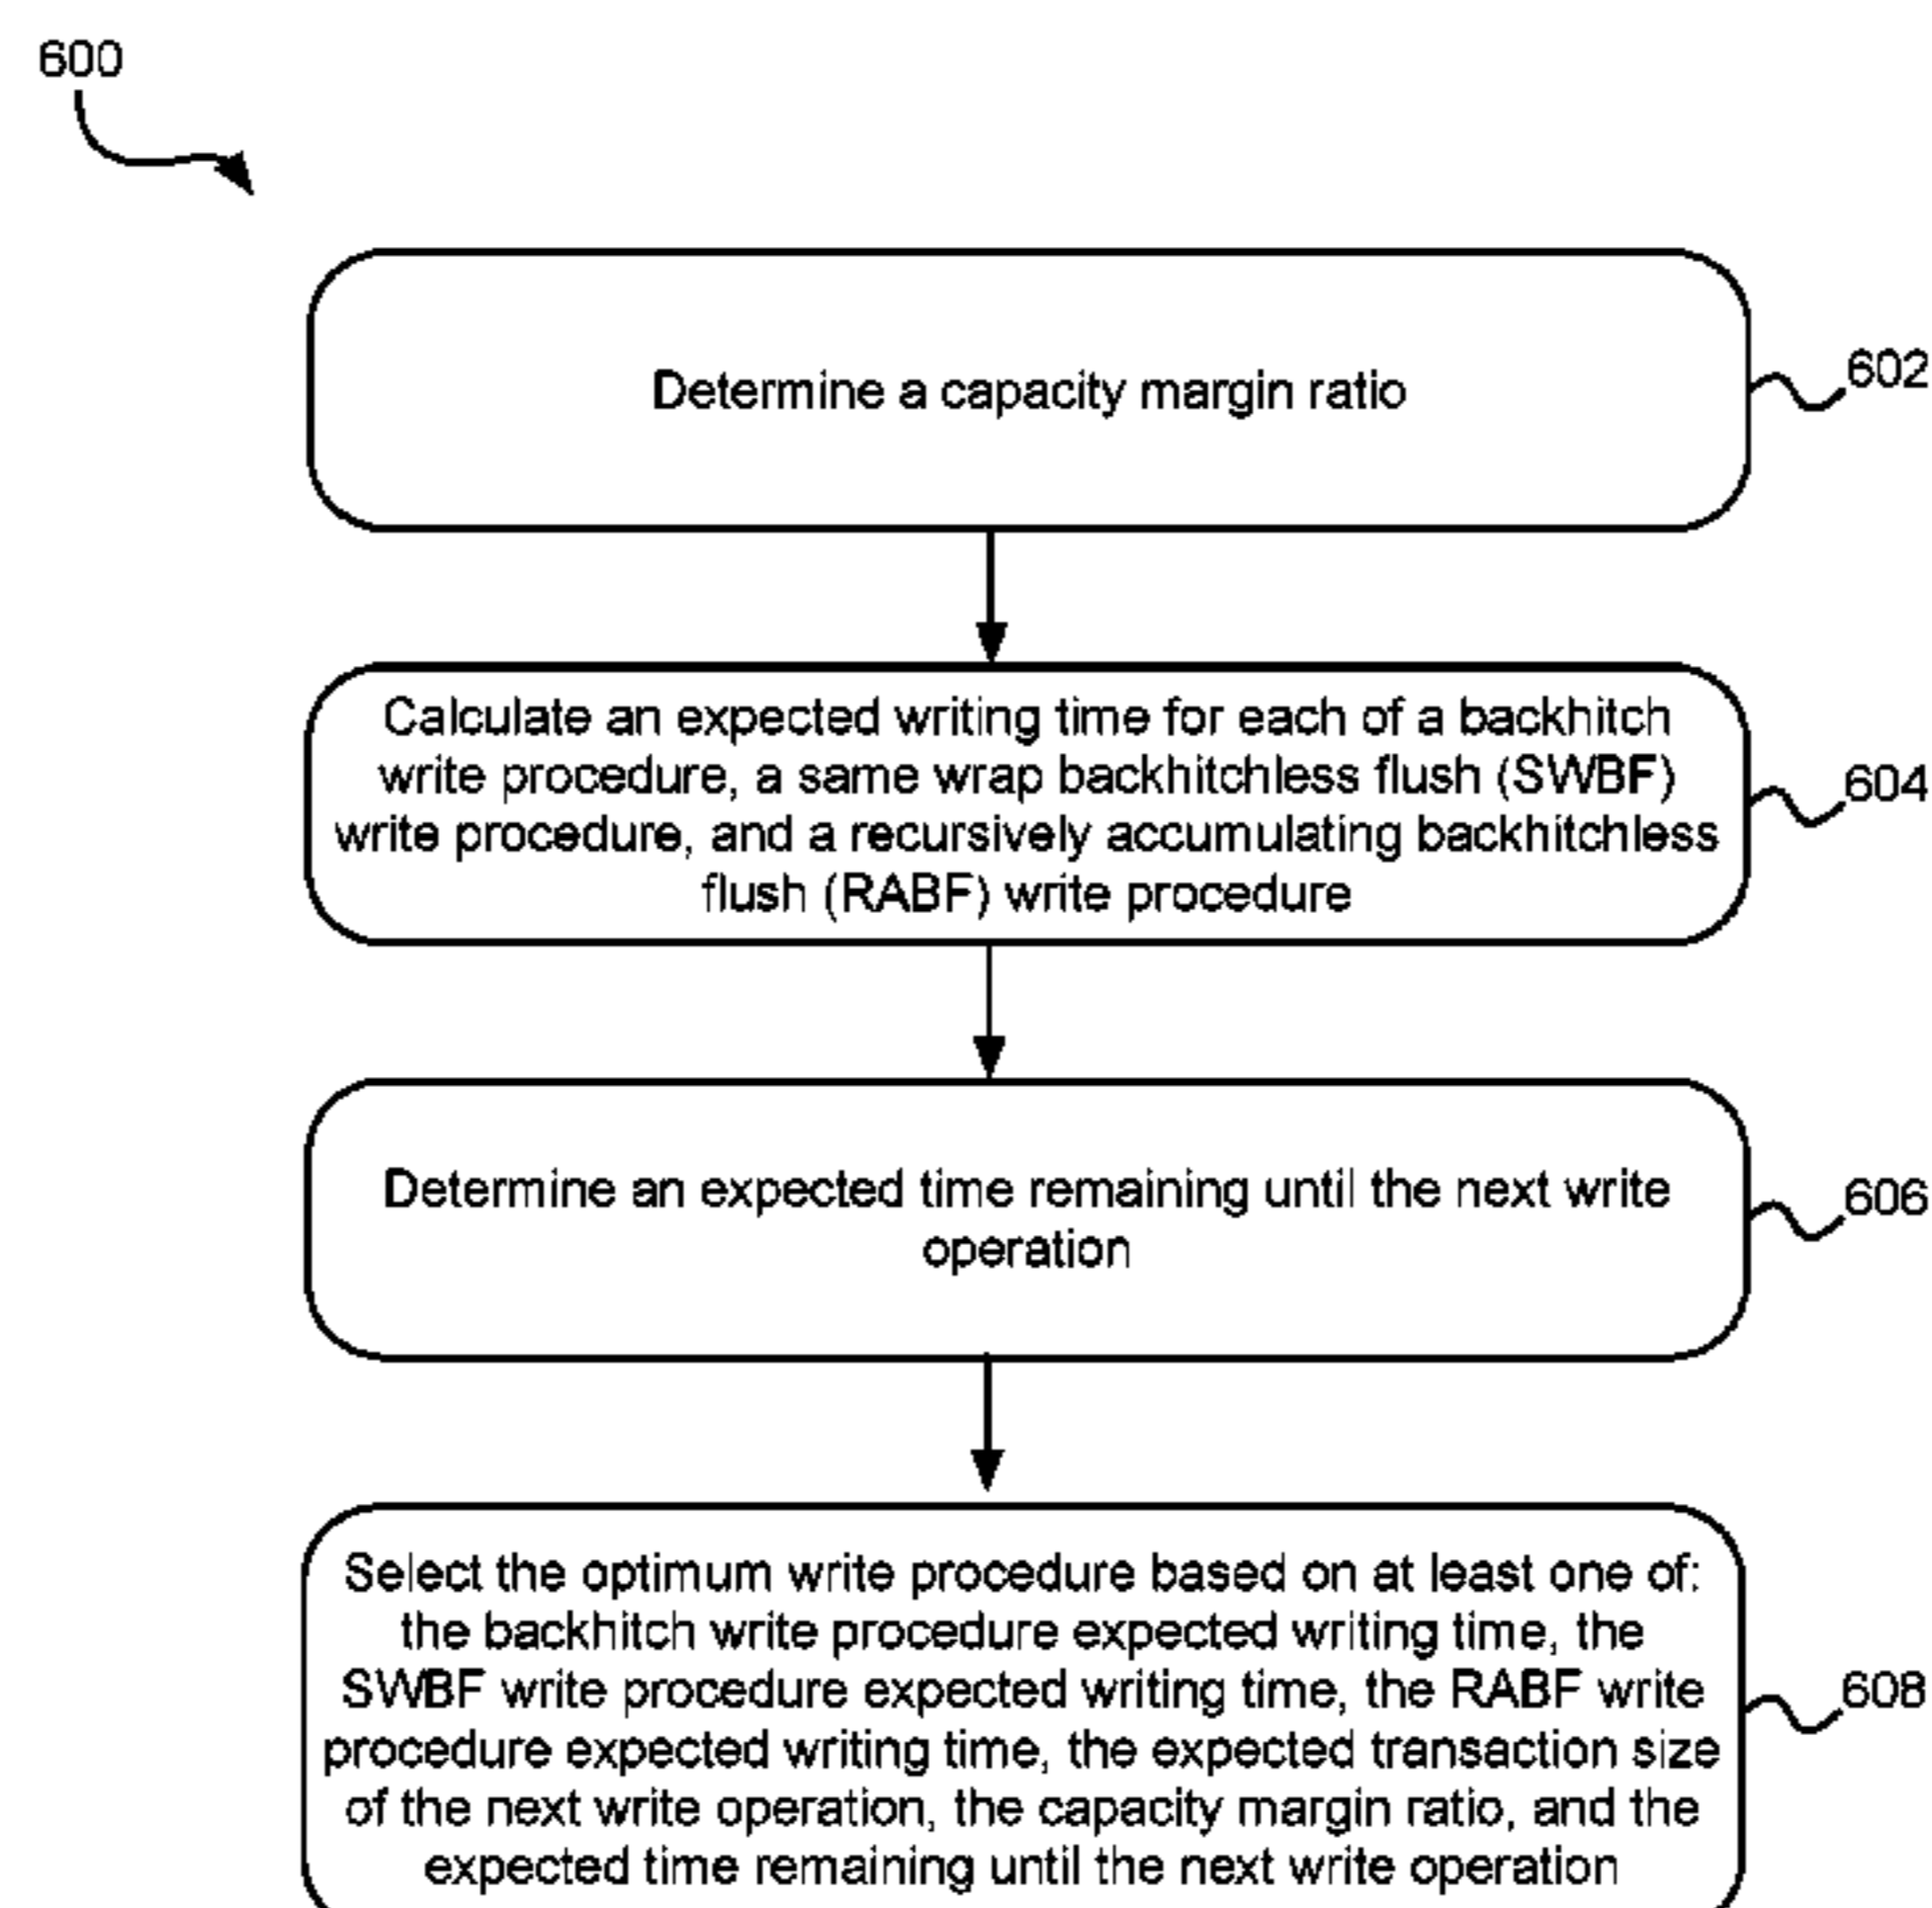 600
Determine a capacity margin ratio
602
Calculate an expected writing time for each of a backhitch
write procedure, a same wrap backhitchless flush (SWBF)
write procedure, and a recursively accumulating backhitchless
flush (RABF) write procedure
604
Determine an expected time remaining until the next write
operation
606
Select the optimum write procedure based on at least one of:
the backhitch write procedure expected writing time, the
SWBF write procedure expected writing time, the RABF write
procedure expected writing time, the expected transaction size
of the next write operation, the capacity margin ratio, and the
expected time remaining until the next write operation
608